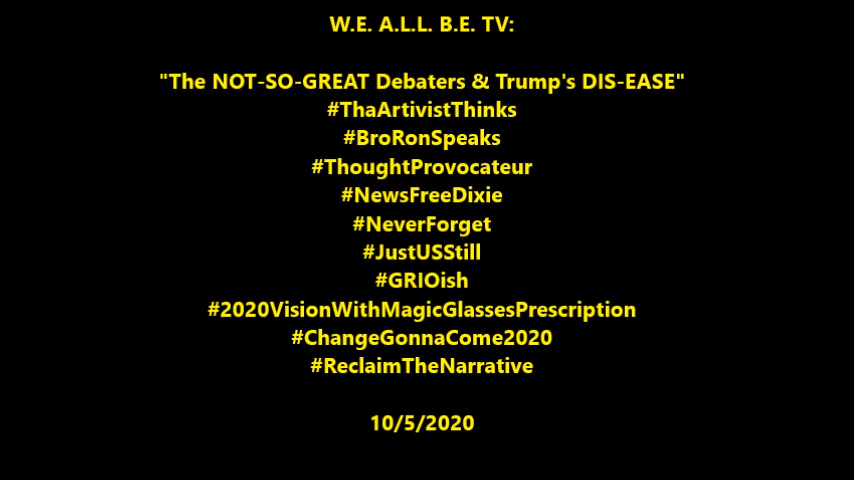 W.E. A.L.L. B.E. TV:
"The NOT-SO-GREAT Debaters & Trump's DIS-EASE"
#ThaArtivistThinks
#BroRonSpeaks
#ThoughtProvocateur
#NewsFreeDixie
#NeverForget
#JustUSStill
#GRIOish
#2020VisionWithMagicGlassesPrescription
#ChangeGonnaCome2020
#ReclaimTheNarrative
10/5/2020